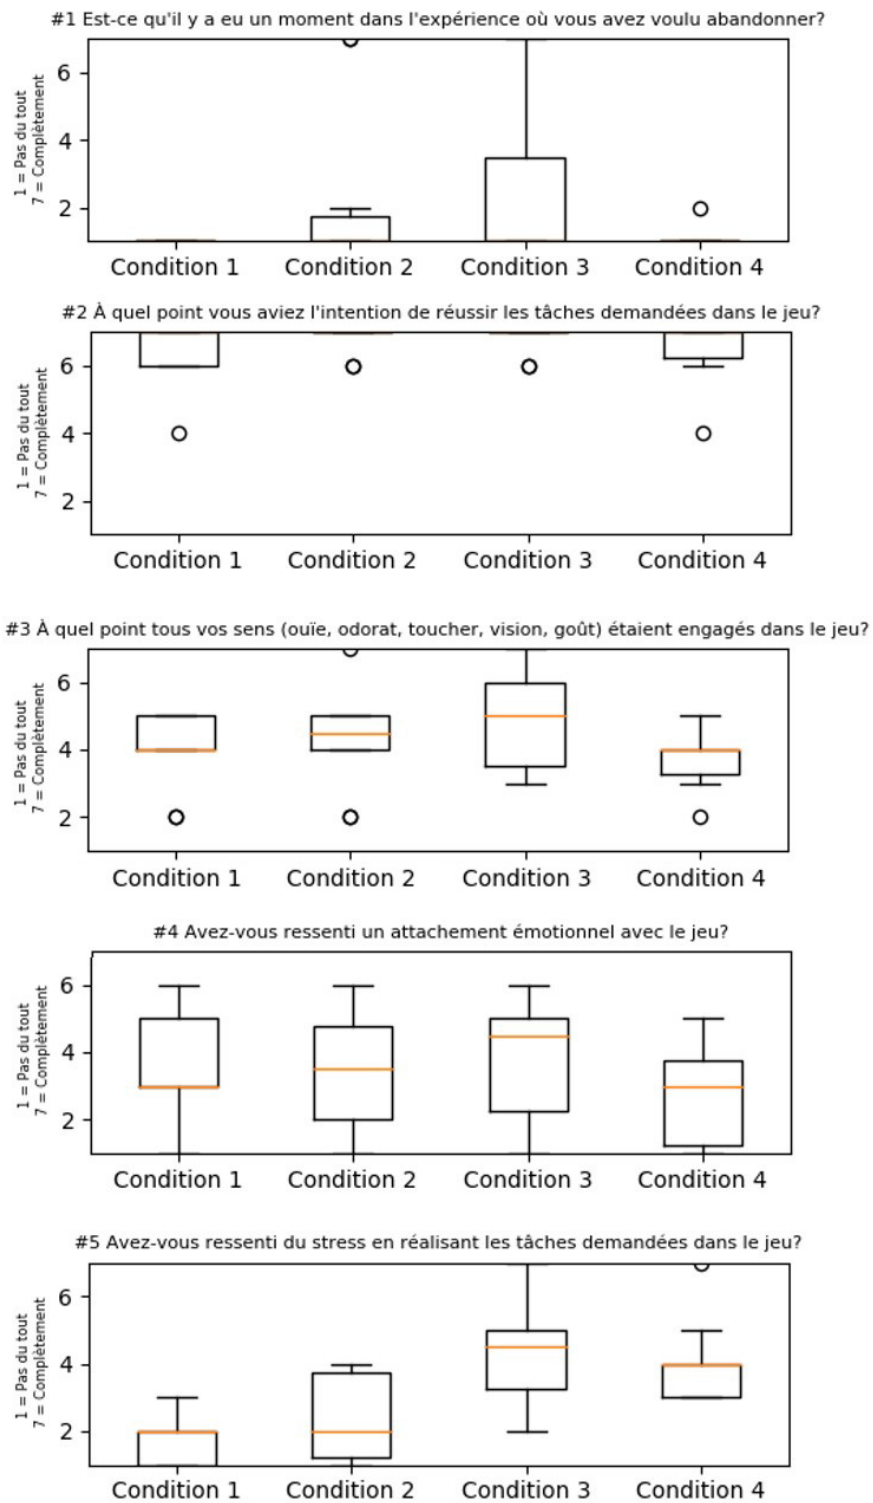 #1 Est-ce qu'il y a eu un moment dans l'expérience où vous avez voulu abandonner?
1 = Pas du tout
7 = Complètement
6
4
2
Condition 1 Condition 2 Condition 3 Condition 4
#2 À quel point vous aviez l'intention de réussir les tâches demandées dans le jeu?
1 = Pas du tout
7 = Complètement
6
4
2
Condition 1 Condition 2 Condition 3 Condition 4
#3 À quel point tous vos sens (ouïe, odorat, toucher, vision, goût) étaient engagés dans le jeu?
1 = Pas du tout
7 = Complètement
6
4
2
Condition 1 Condition 2 Condition 3 Condition 4
#4 Avez-vous ressenti un attachement émotionnel avec le jeu?
1 = Pas du tout
7 = Complètement
6
4
2
Condition 1 Condition 2 Condition 3 Condition 4
#5 Avez-vous ressenti du stress en réalisant les tâches demandées dans le jeu?
1 = Pas du tout
7 = Complètement
6
4
2
Condition 1 Condition 2 Condition 3 Condition 4